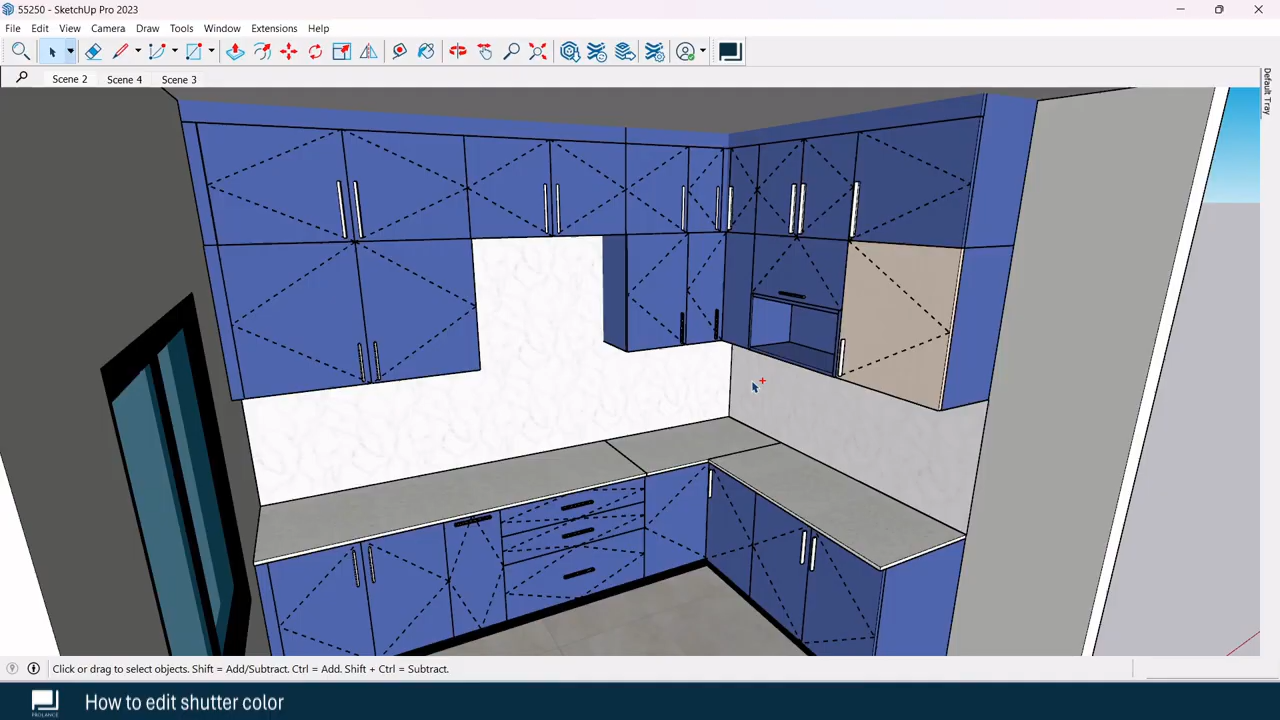 55250 - SketchUp Pro 2023
File Edit View Camera Draw Tools Window Extensions Help
Scene 2 Scene 4 Scene 3
Default Tray
Click or drag to select objects. Shift = Add/Subtract. Ctrl = Add. Shift + Ctrl = Subtract.
How to edit shutter color
PROLANCE